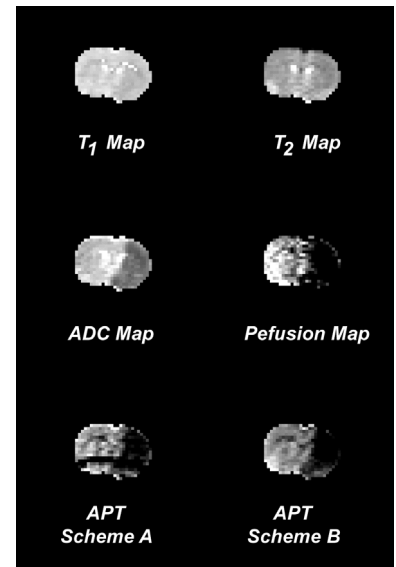 T1 Map
T2 Map
ADC Map
Pefusion Map
APT
Scheme A
APT
Scheme B